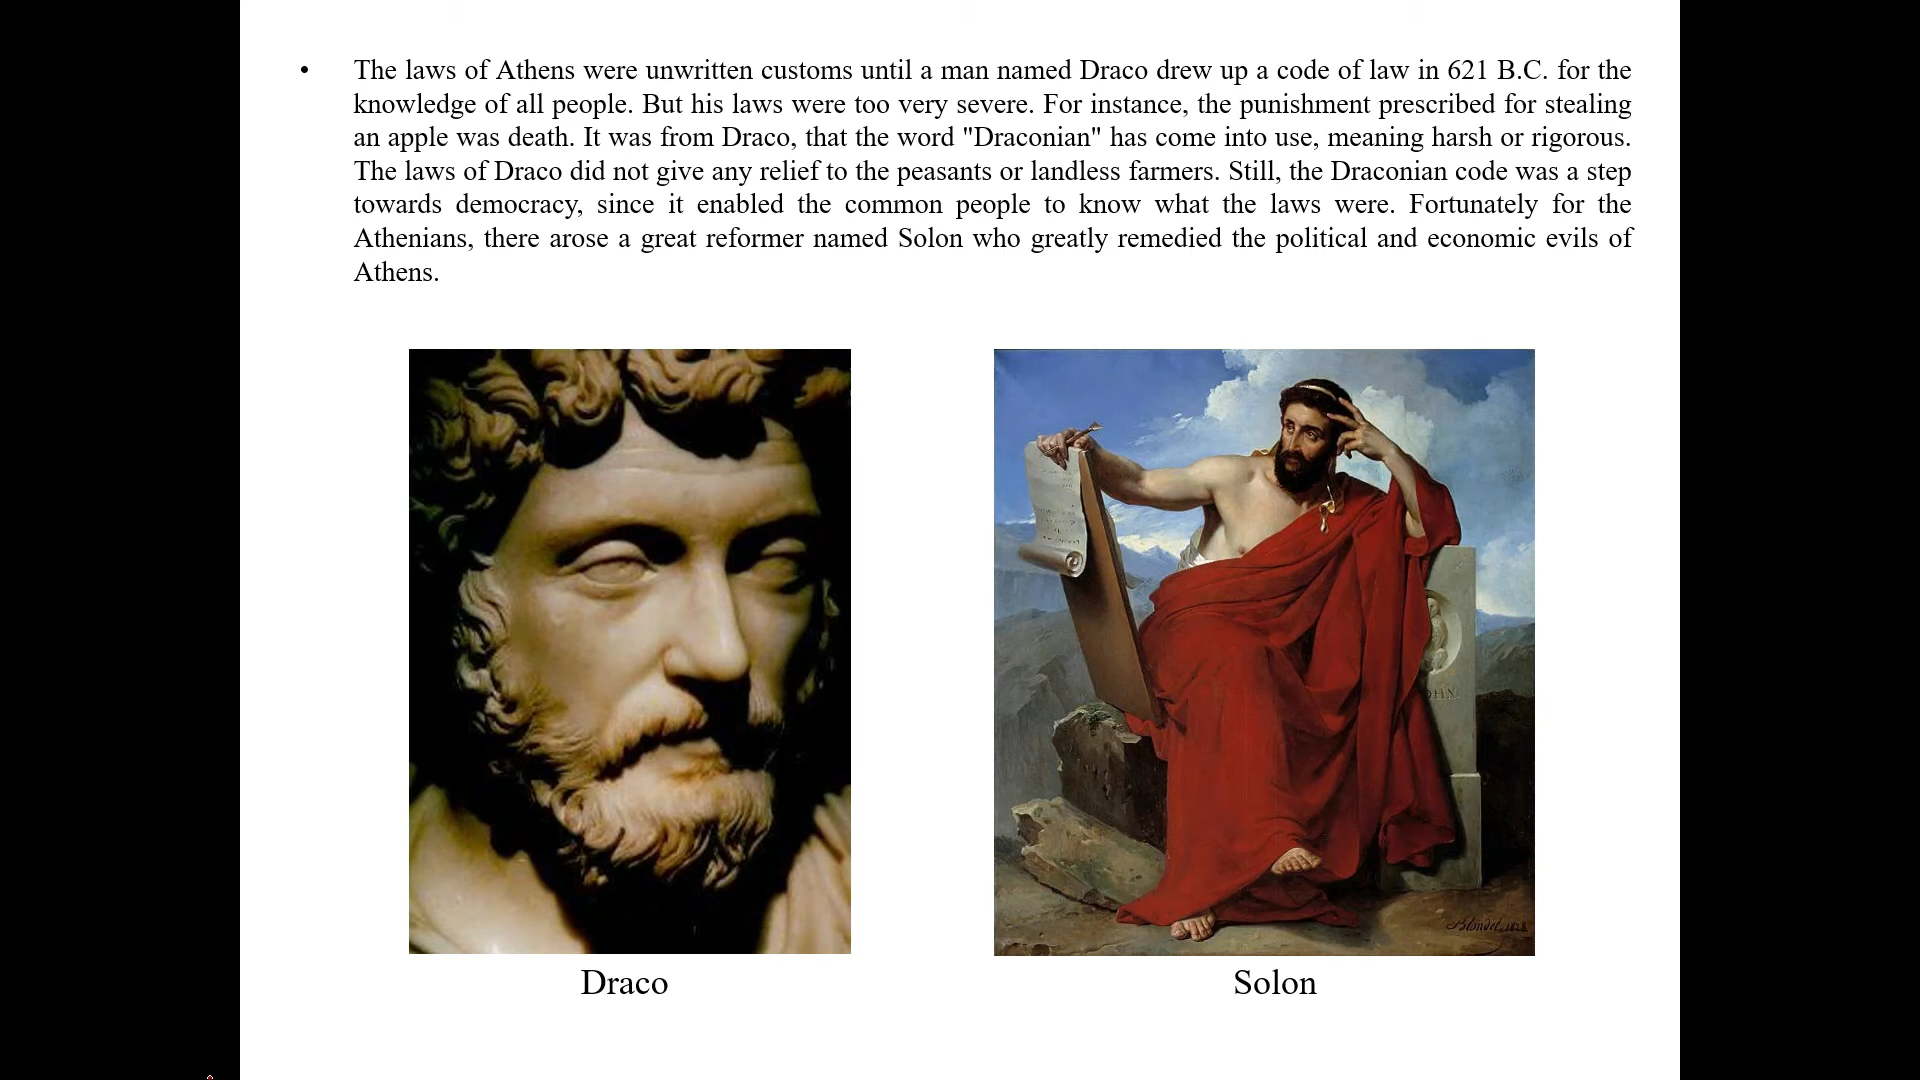 • The laws of Athens were unwritten customs until a man named Draco drew up a code of law in 621 B.C. for the
knowledge of all people. But his laws were too very severe. For instance, the punishment prescribed for stealing
an apple was death. It was from Draco, that the word "Draconian" has come into use, meaning harsh or rigorous.
The laws of Draco did not give any relief to the peasants or landless farmers. Still, the Draconian code was a step
towards democracy, since it enabled the common people to know what the laws were. Fortunately for the
Athenians, there arose a great reformer named Solon who greatly remedied the political and economic evils of
Athens.
Blondel, 1828
Draco
Solon